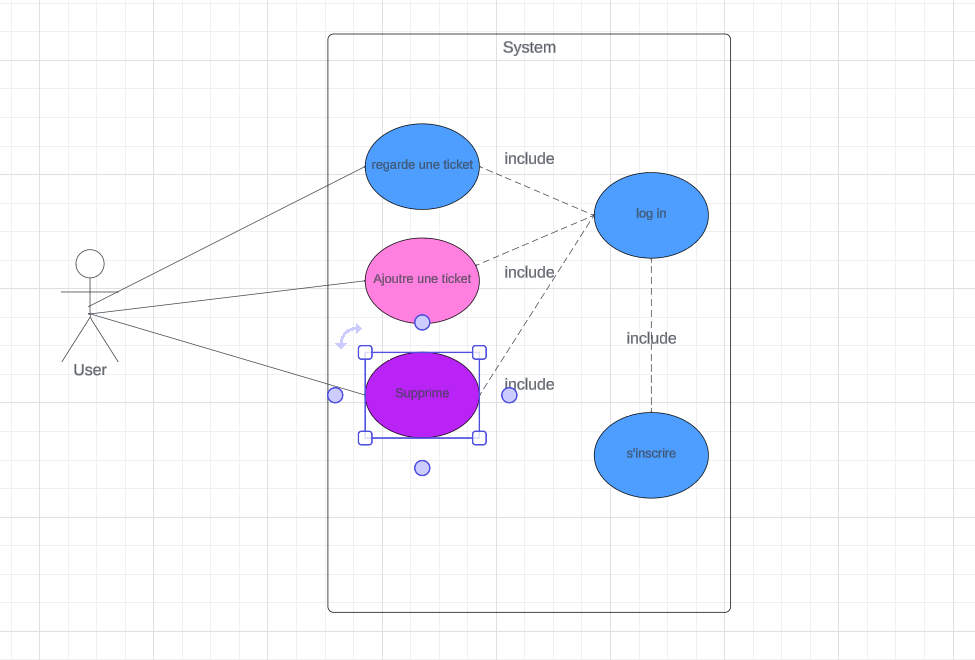 System
regarde une ticket
include
log in
Ajoutre une ticket
include
include
User
Supprime
include
s'inscrire